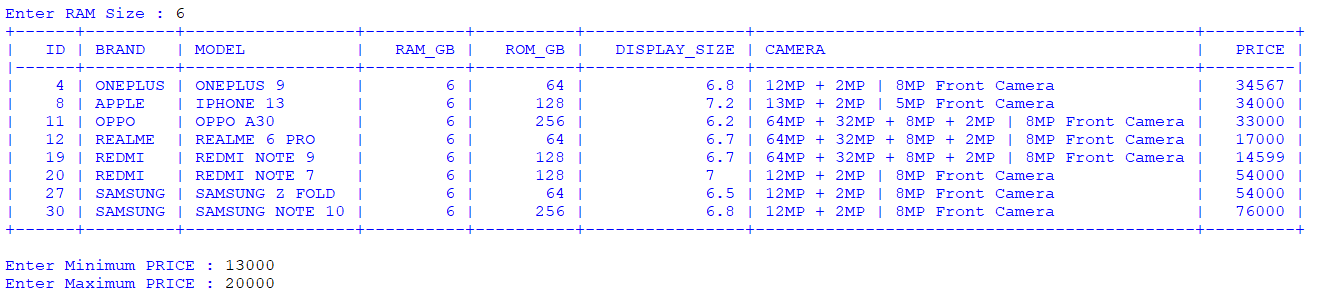 Enter RAM Size : 6
+------+----------+------------------+----------+----------+----------------+--------------------------------------------+---------+
|   ID | BRAND   | MODEL           |   RAM_GB |   ROM_GB |   DISPLAY_SIZE | CAMERA                                     |   PRICE |
|------+---------+-----------------+----------+----------+----------------+--------------------------------------------+---------|
|    4 | ONEPLUS | ONEPLUS 9       |        6 |       64 |            6.8 | 12MP + 2MP | 8MP Front Camera              |   34567 |
|    8 | APPLE   | IPHONE 13       |        6 |      128 |            7.2 | 13MP + 2MP | 5MP Front Camera              |   34000 |
|   11 | OPPO    | OPPO A30        |        6 |      256 |            6.2 | 64MP + 32MP + 8MP + 2MP | 8MP Front Camera |   33000 |
|   12 | REALME  | REALME 6 PRO    |        6 |       64 |            6.7 | 64MP + 32MP + 8MP + 2MP | 8MP Front Camera |   17000 |
|   19 | REDMI   | REDMI NOTE 9    |        6 |      128 |            6.7 | 64MP + 32MP + 8MP + 2MP | 8MP Front Camera |   14599 |
|   20 | REDMI   | REDMI NOTE 7    |        6 |      128 |            7   | 12MP + 2MP | 8MP Front Camera              |   54000 |
|   27 | SAMSUNG | SAMSUNG Z FOLD  |        6 |       64 |            6.5 | 12MP + 2MP | 8MP Front Camera              |   54000 |
|   30 | SAMSUNG | SAMSUNG NOTE 10 |        6 |      256 |            6.8 | 12MP + 2MP | 8MP Front Camera              |   76000 |
+------+---------+-----------------+----------+----------+----------------+--------------------------------------------+---------+
Enter Minimum PRICE : 13000
Enter Maximum PRICE : 20000